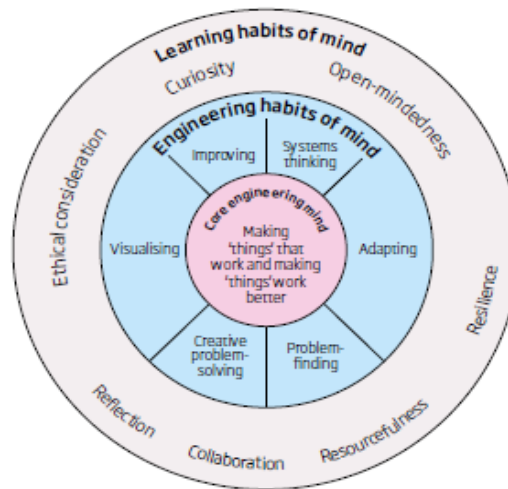 Learning habits of mind
Curiosity
Open-mindedness
Ethical consideration
Resilience
Reflection
Collaboration
Resourcefulness
Engineering habits of mind
Improving
Systems
thinking
Visualising
Adapting
Creative
problem-
solving
Problem-
finding
Core engineering mind
Making
'things' that
work and making
'things' work
better